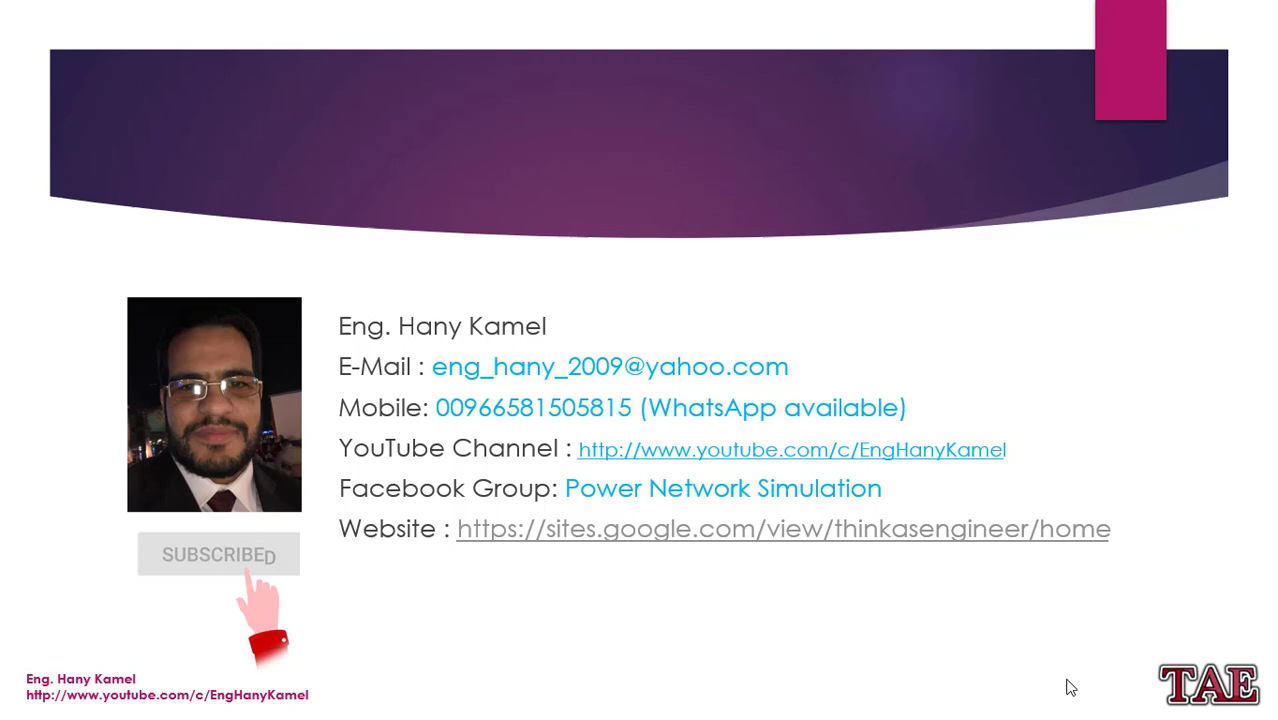 Eng. Hany Kamel
E-Mail : eng_hany_2009@yahoo.com
Mobile: 00966581505815 (WhatsApp available)
YouTube Channel : http://www.youtube.com/c/EngHanyKamel
Facebook Group: Power Network Simulation
Website : https://sites.google.com/view/thinkasengineer/home
SUBSCRIBED
Eng. Hany Kamel
http://www.youtube.com/c/EngHanyKamel
TAE